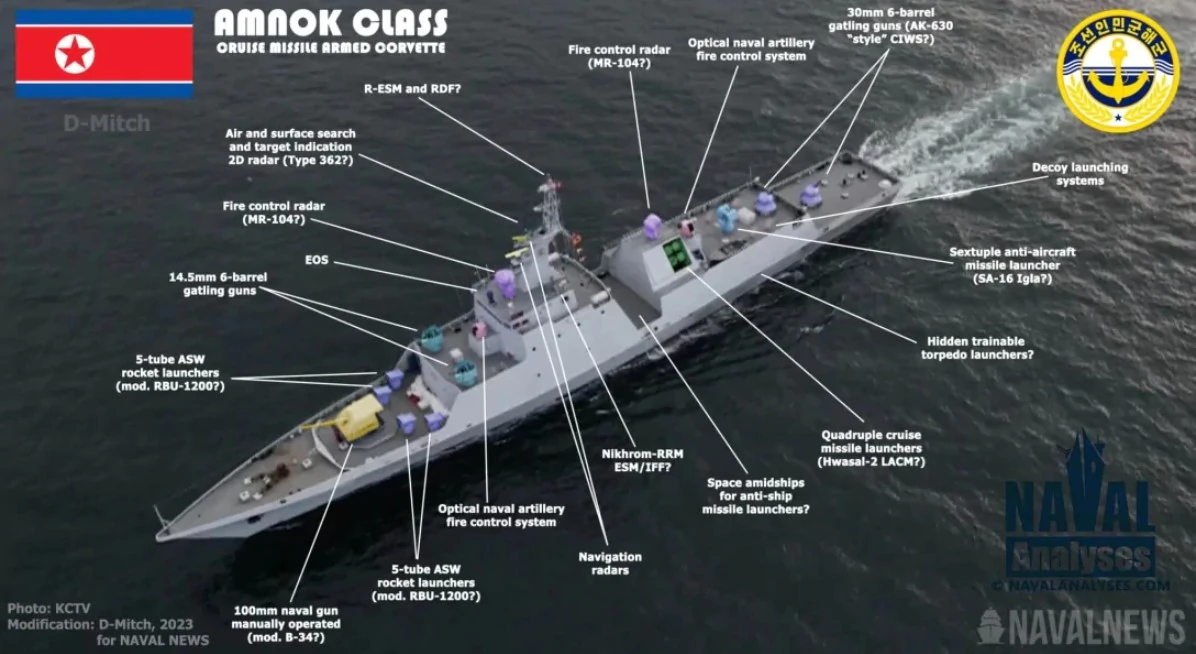 AMNOK CLASS
CRUISE MISSILE ARMED CORVETTE
D-Mitch
30mm 6-barrel
gatling guns (AK-630
"style" CIWS?)
Fire control radar
(MR-104?)
Optical naval artillery
fire control system
조선인민군해군
R-ESM and RDF?
Air and surface search
and target indication
2D radar (Type 362?)
Decoy launching
systems
Fire control radar
(MR-104?)
EOS
14.5mm 6-barrel
gatling guns
Sextuple anti-aircraft
missile launcher
(SA-16 Igla?)
Hidden trainable
torpedo launchers?
5-tube ASW
rocket launchers
(mod. RBU-1200?)
Quadruple cruise
missile launchers
(Hwasal-2 LACM?)
Nikhrom-RRM
ESM/IFF?
Space amidships
for anti-ship
missile launchers?
Optical naval artillery
fire control system
Navigation
radars
5-tube ASW
rocket launchers
(mod. RBU-1200?)
100mm naval gun
manually operated
(mod. B-34?)
NAVAL
Analyses
© NAVALANALYSES.COM
Photo: KCTV
Modification: D-Mitch, 2023
for NAVAL NEWS
NAVALNEWS